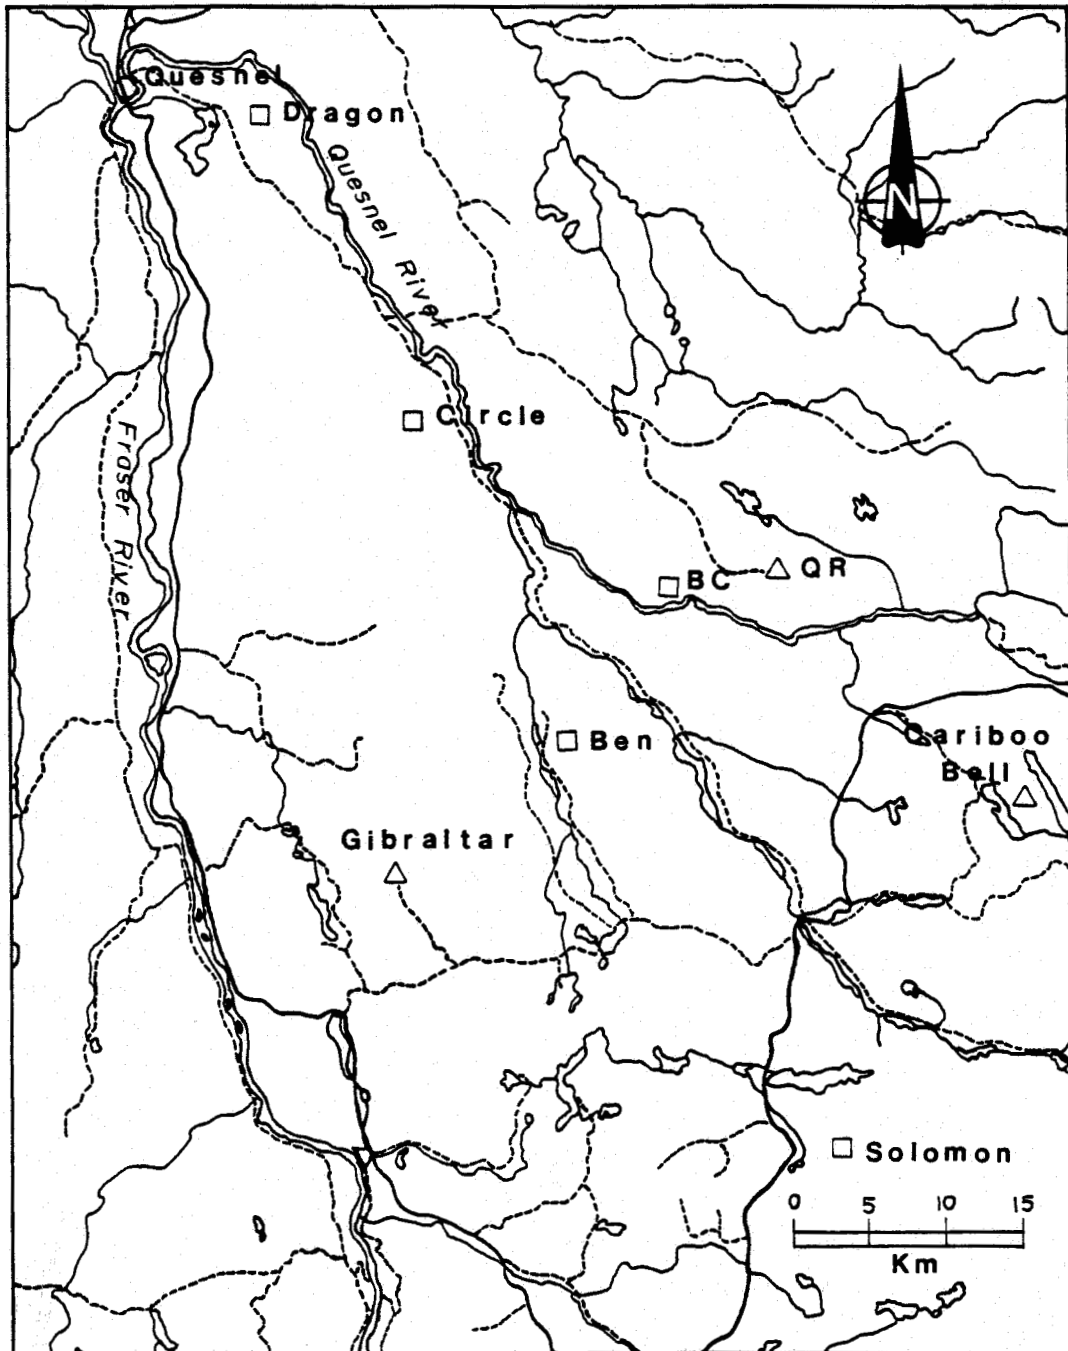 Quesnel
Dragon
Quesnel River
N
Circle
Fraser River
BC
QR
Ben
Cariboo
Bell
Gibraltar
Solomon
0 5 10 15
Km